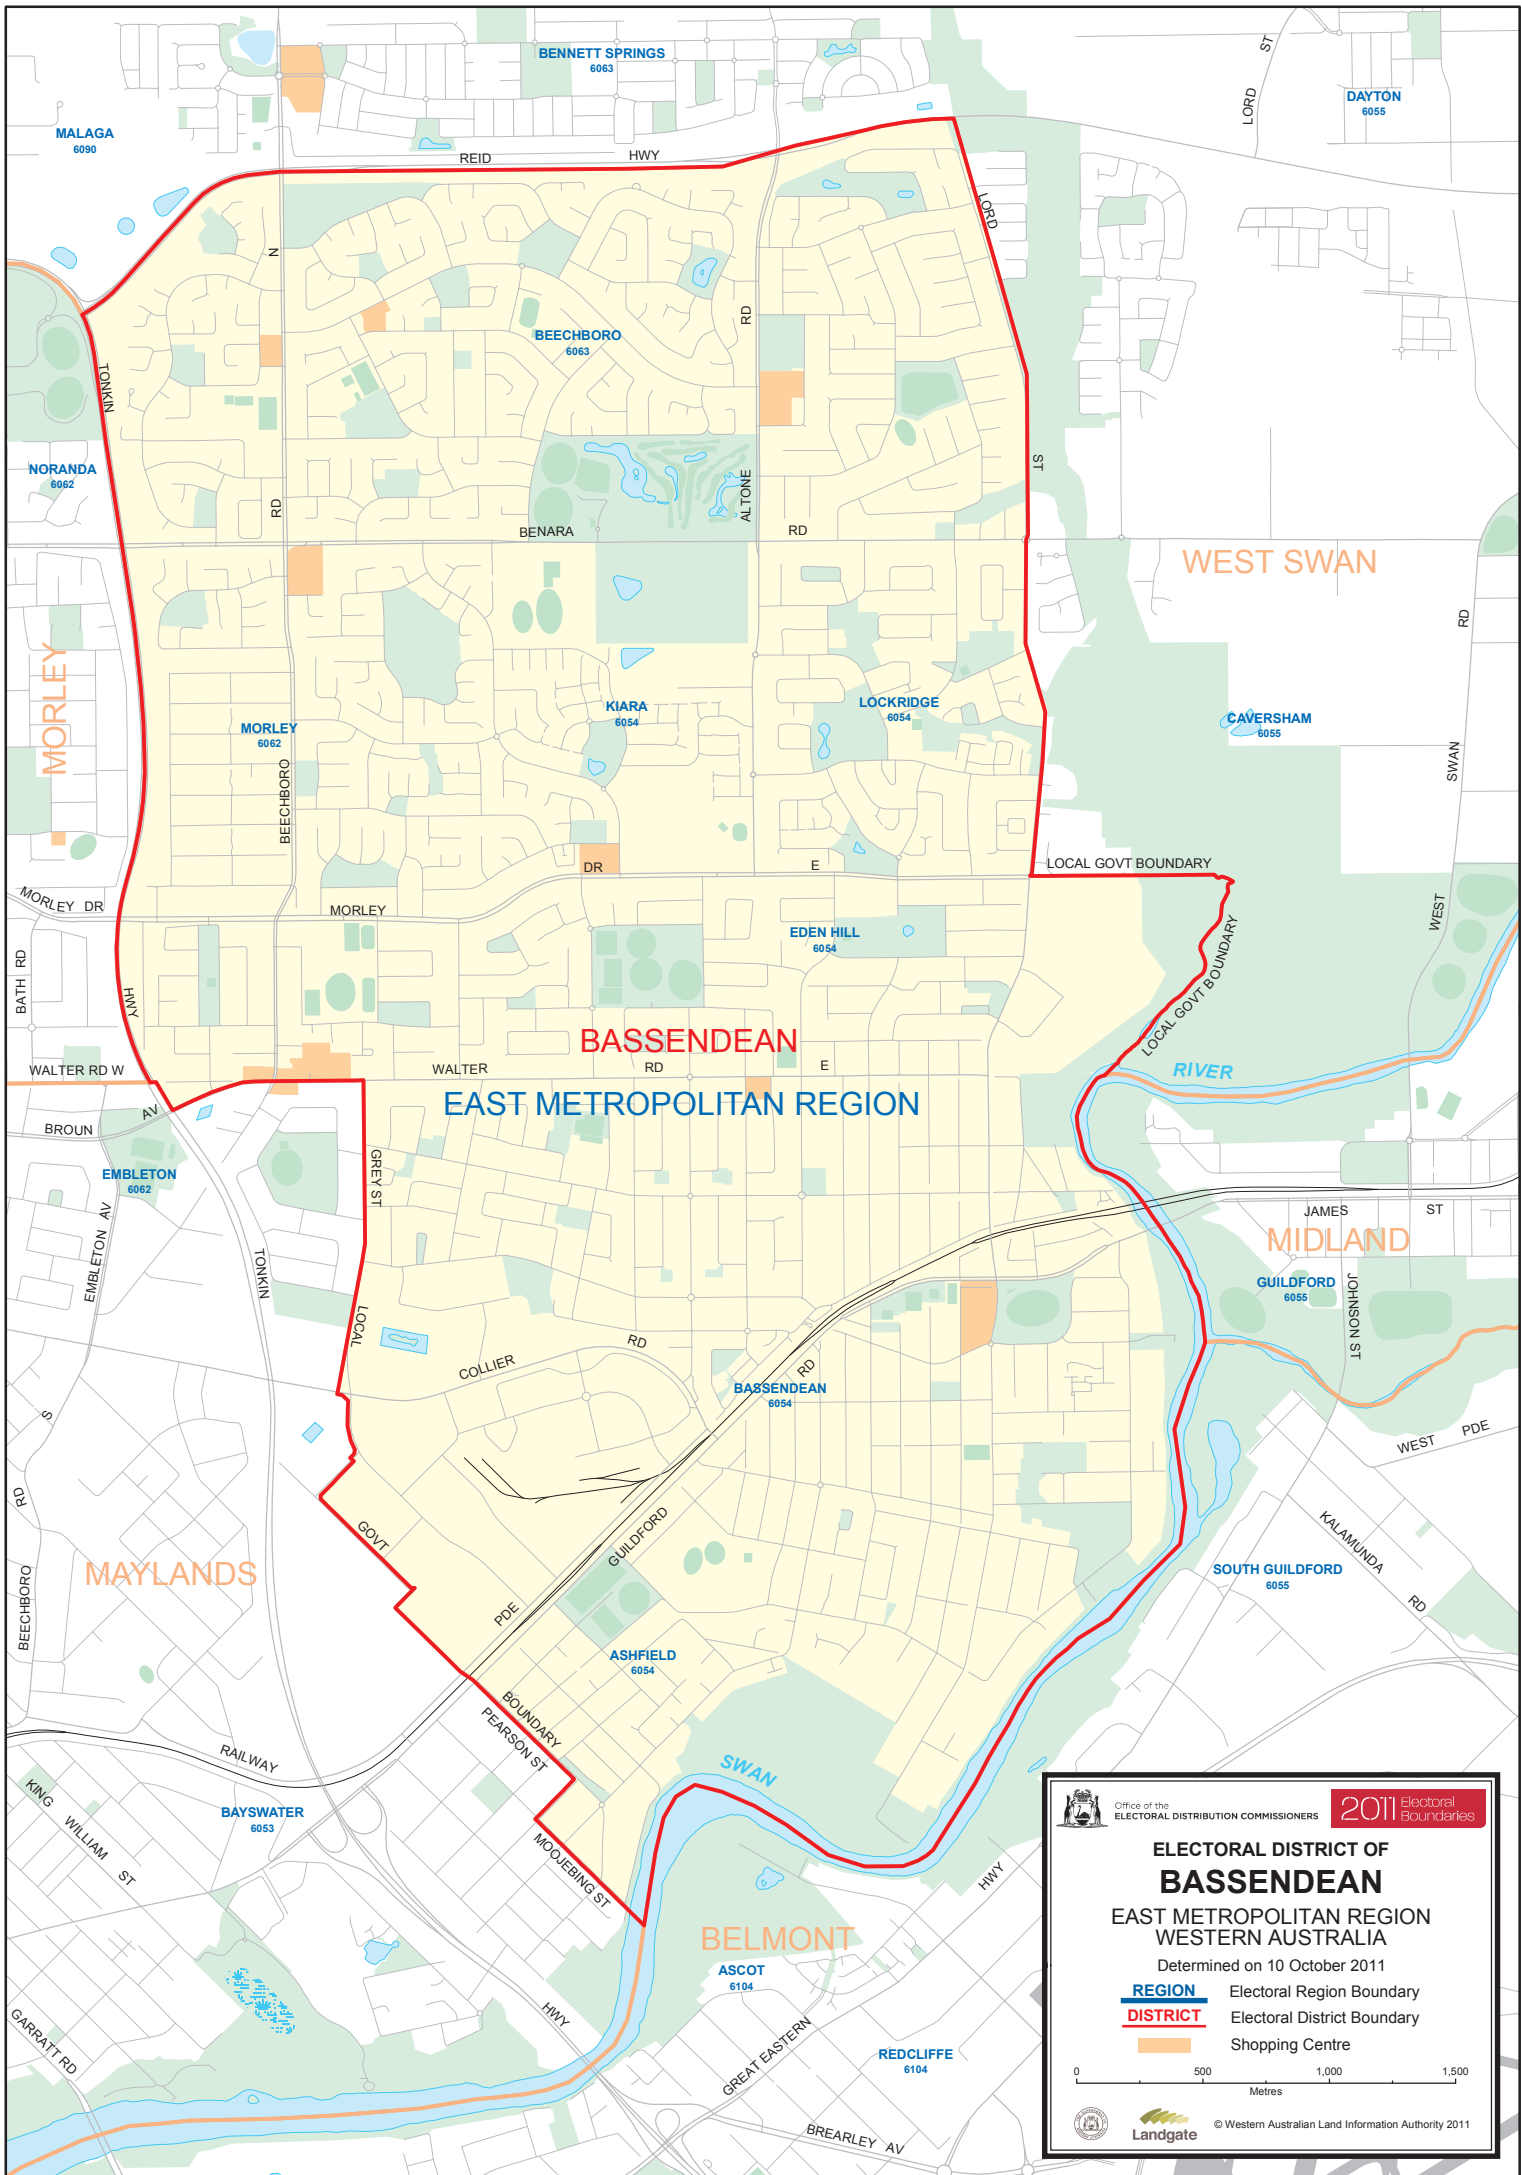 BENNETT SPRINGS
6063
ST
LORD
DAYTON
6055
MALAGA
6090
REID
HWY
LORD
N
RD
BEECHBORO
6063
TONKIN
NORANDA
6062
RD
ALTONE
ST
BENARA
RD
WEST SWAN
RD
MORLEY
KIARA
6054
LOCKRIDGE
6054
MORLEY
6062
CAVERSHAM
6055
SWAN
BEECHBORO
DR
E
LOCAL GOVT BOUNDARY
MORLEY DR
MORLEY
WEST
EDEN HILL
6054
LOCAL GOVT BOUNDARY
BATH RD
HWY
BASSENDEAN
WALTER RD W
WALTER
RD
E
RIVER
EAST METROPOLITAN REGION
AV
BROUN
EMBLETON
6062
GREY ST
EMBLETON AV
JAMES
ST
MIDLAND
TONKIN
GUILDFORD
6055
JOHNSON ST
LOCAL
RD
COLLIER
RD
BASSENDEAN
6054
S
WEST PDE
RD
KALAMUNDA
RD
GUILDFORD
GOVT
MAYLANDS
SOUTH GUILDFORD
6055
BEECHBORO
PDE
ASHFIELD
6054
BOUNDARY
PEARSON ST
RAILWAY
SWAN
KING WILLIAM ST
BAYSWATER
6053
MOOJEBING ST
HWY
BELMONT
ASCOT
6104
HWY
GARRATT RD
GREAT EASTERN
REDCLIFFE
6104
BREARLEY AV
Office of the
ELECTORAL DISTRIBUTION COMMISSIONERS
2011 Electoral
Boundaries
ELECTORAL DISTRICT OF
BASSENDEAN
EAST METROPOLITAN REGION
WESTERN AUSTRALIA
Determined on 10 October 2011
REGION Electoral Region Boundary
DISTRICT Electoral District Boundary
Shopping Centre
0 500 1,000 1,500
Metres
Landgate
© Western Australian Land Information Authority 2011